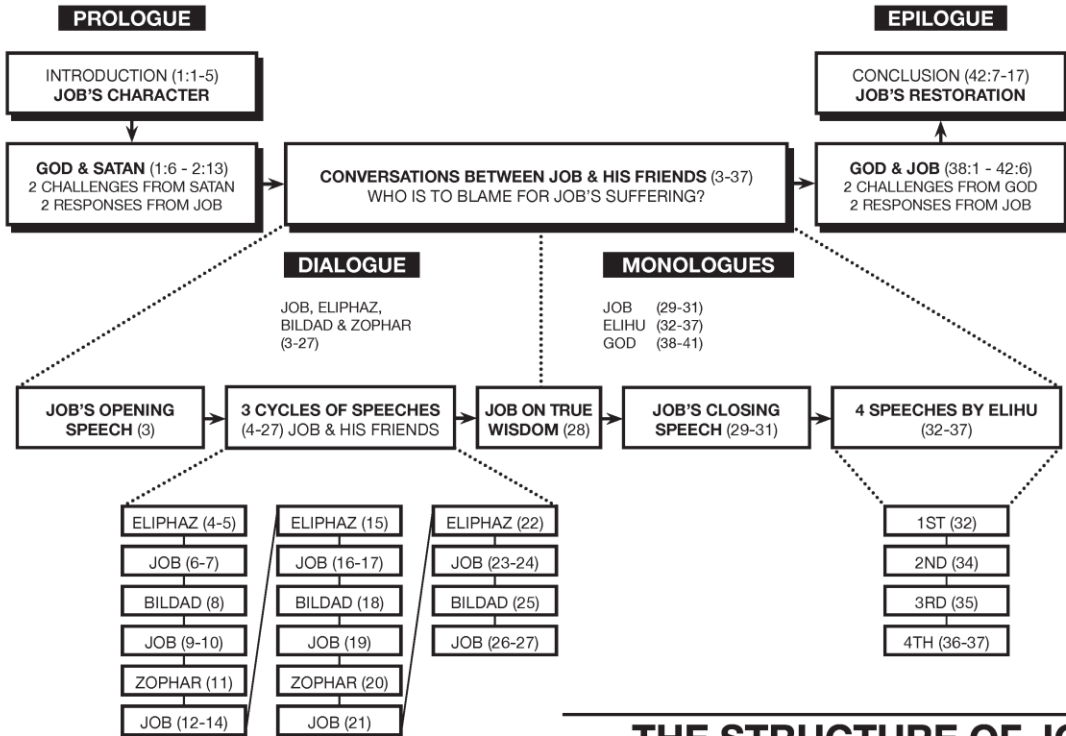 PROLOGUE
EPILOGUE
INTRODUCTION (1:1-5)
JOB'S CHARACTER
CONCLUSION (42:7-17)
JOB'S RESTORATION
GOD & SATAN (1:6 - 2:13)
2 CHALLENGES FROM SATAN
2 RESPONSES FROM JOB
CONVERSATIONS BETWEEN JOB & HIS FRIENDS (3-37)
WHO IS TO BLAME FOR JOB'S SUFFERING?
GOD & JOB (38:1 - 42:6)
2 CHALLENGES FROM GOD
2 RESPONSES FROM JOB
DIALOGUE
JOB, ELIPHAZ,
BILDAD & ZOPHAR
(3-27)
MONOLOGUES
JOB (29-31)
ELIHU (32-37)
GOD (38-41)
JOB'S OPENING
SPEECH (3)
3 CYCLES OF SPEECHES
(4-27) JOB & HIS FRIENDS
JOB ON TRUE
WISDOM (28)
JOB'S CLOSING
SPEECH (29-31)
4 SPEECHES BY ELIHU
(32-37)
ELIPHAZ (4-5)
JOB (6-7)
BILDAD (8)
JOB (9-10)
ZOPHAR (11)
JOB (12-14)
ELIPHAZ (15)
JOB (16-17)
BILDAD (18)
JOB (19)
ZOPHAR (20)
JOB (21)
ELIPHAZ (22)
JOB (23-24)
BILDAD (25)
JOB (26-27)
1ST (32)
2ND (34)
3RD (35)
4TH (36-37)
THE STRUCTURE OF